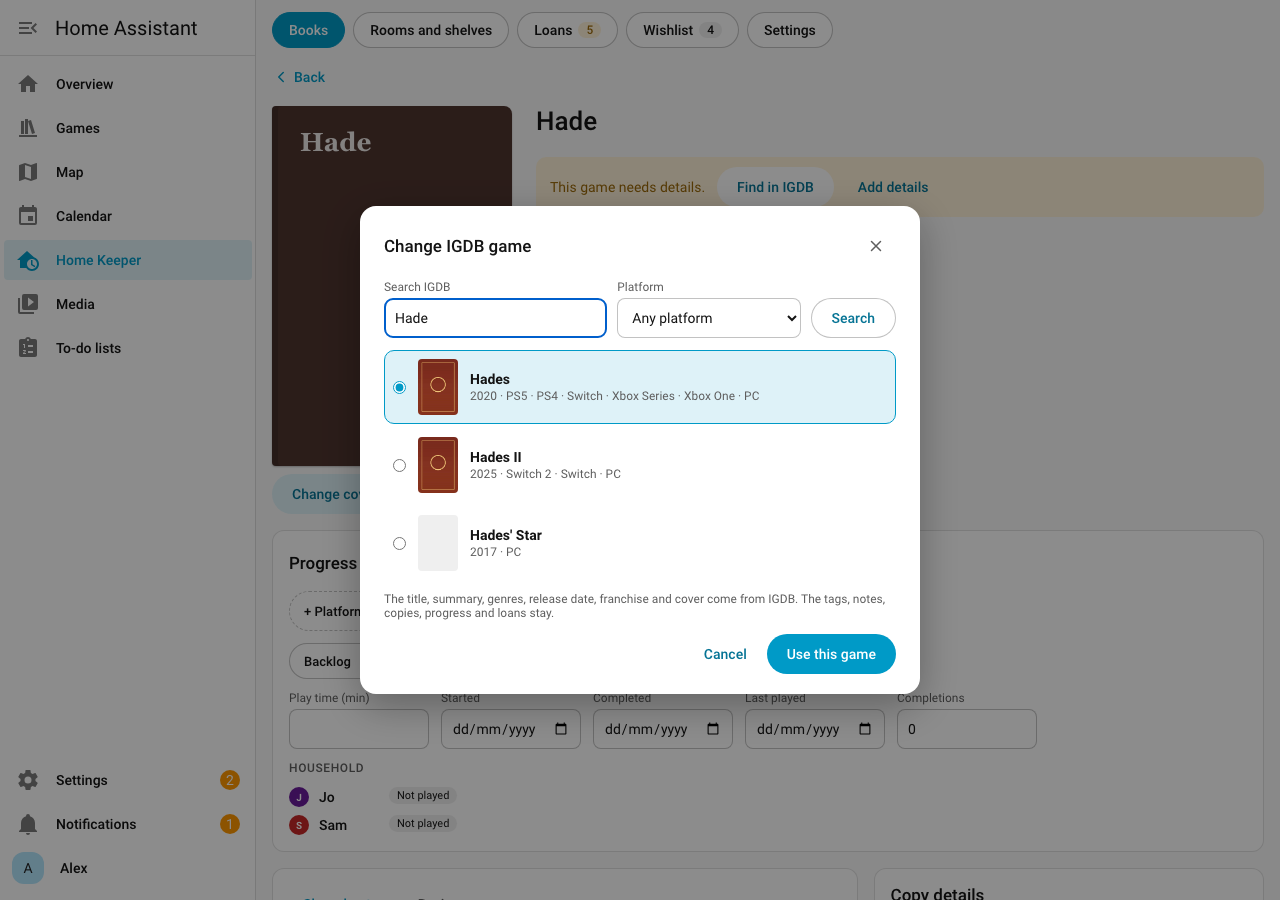 Home Assistant
Books
Rooms and shelves
Loans 5
Wishlist 4
Settings
Overview
Games
Map
Calendar
Home Keeper
Media
To-do lists
Settings 2
Notifications 1
A Alex
Back
Hade
Hade
This game needs details.
Find in IGDB
Add details
Change IGDB game
Search IGDB
Platform
Hade
Any platform
Search
Hades
2020 · PS5 · PS4 · Switch · Xbox Series · Xbox One · PC
Hades II
2025 · Switch 2 · Switch · PC
Hades' Star
2017 · PC
The title, summary, genres, release date, franchise and cover come from IGDB. The tags, notes,
copies, progress and loans stay.
Cancel
Use this game
Change
Progress
+ Platform
Backlog
Play time (min)
Started
Completed
Last played
Completions
dd/mm/yyyy
dd/mm/yyyy
dd/mm/yyyy
0
HOUSEHOLD
J Jo Not played
S Sam Not played
Copy details